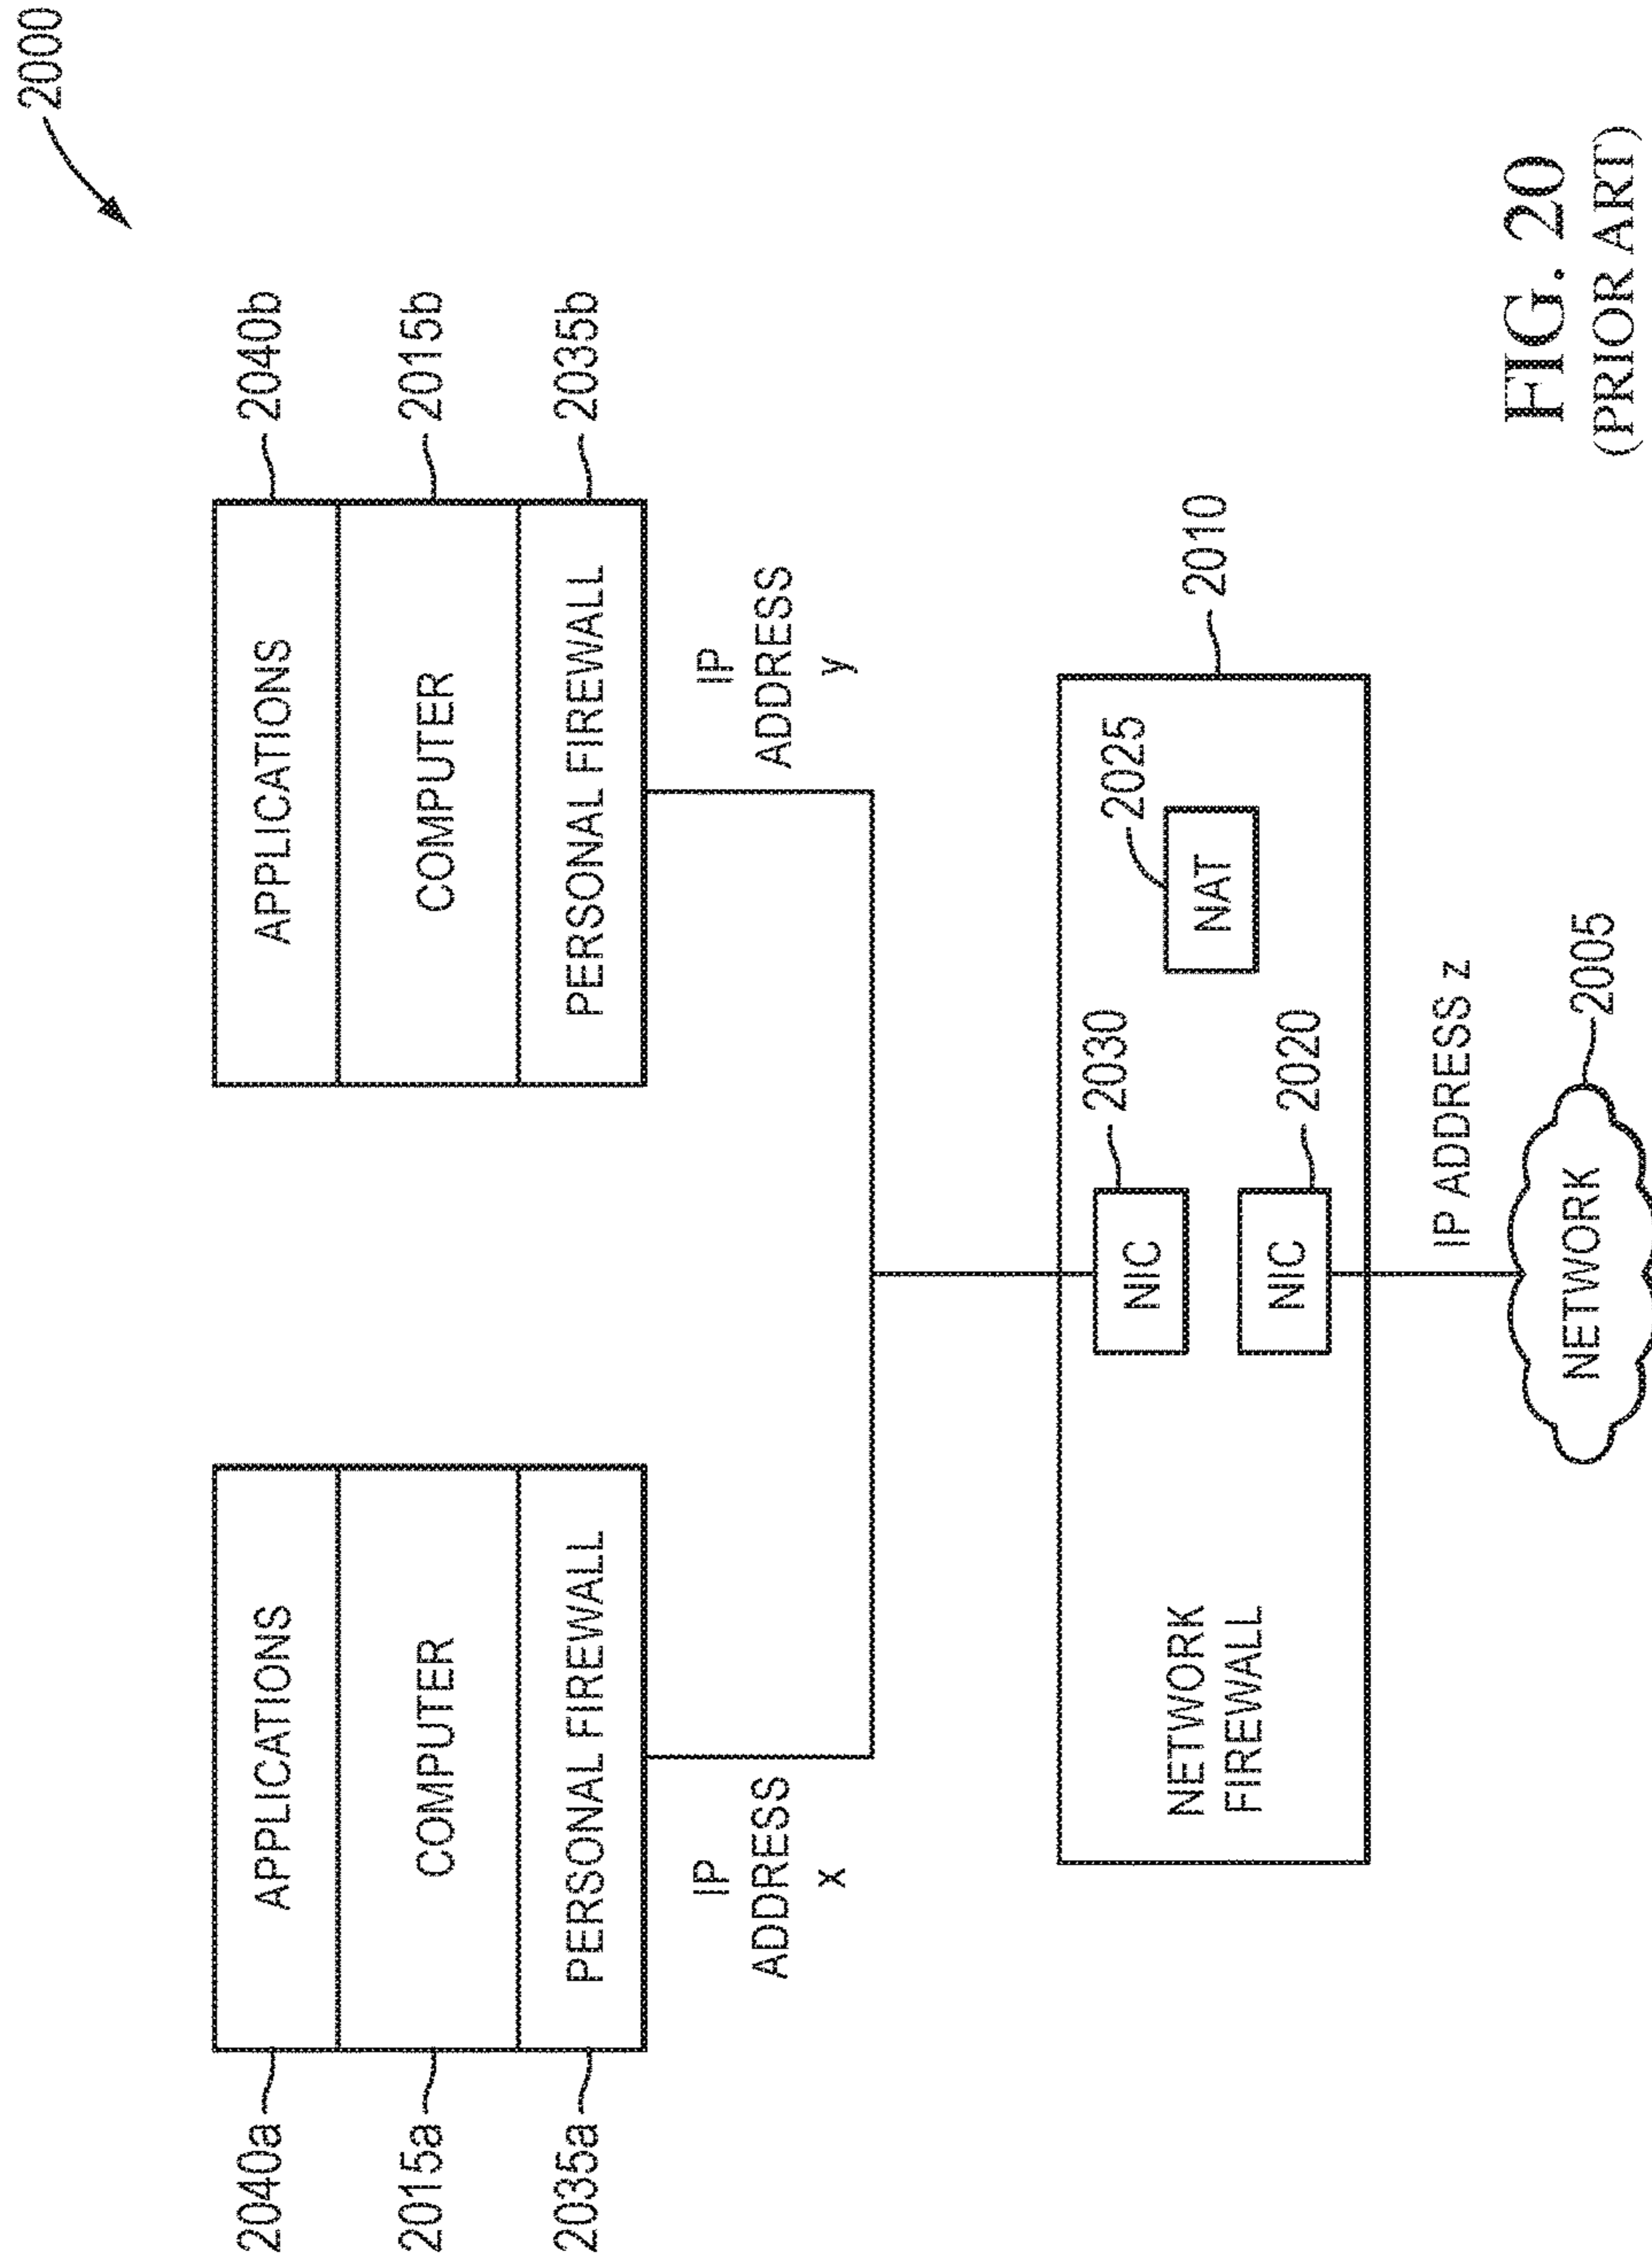 2000
2040a
APPLICATIONS
2015a
COMPUTER
2035a
PERSONAL FIREWALL
2040b
APPLICATIONS
2015b
COMPUTER
2035b
PERSONAL FIREWALL
IP
ADDRESS
x
IP
ADDRESS
y
2010
NETWORK
FIREWALL
NIC
2030
NIC
2020
NAT
2025
IP ADDRESS z
NETWORK
2005
FIG. 20
(PRIOR ART)